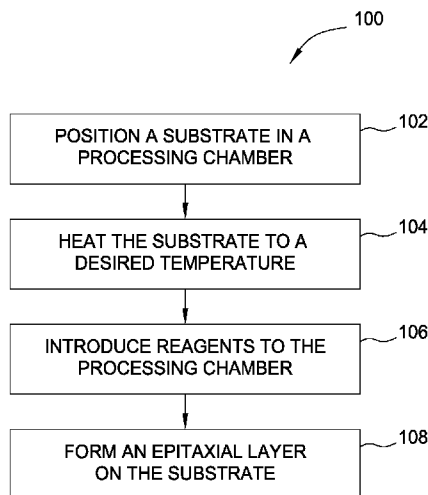 100
POSITION A SUBSTRATE IN A
PROCESSING CHAMBER
102
HEAT THE SUBSTRATE TO A
DESIRED TEMPERATURE
104
INTRODUCE REAGENTS TO THE
PROCESSING CHAMBER
106
FORM AN EPITAXIAL LAYER
ON THE SUBSTRATE
108